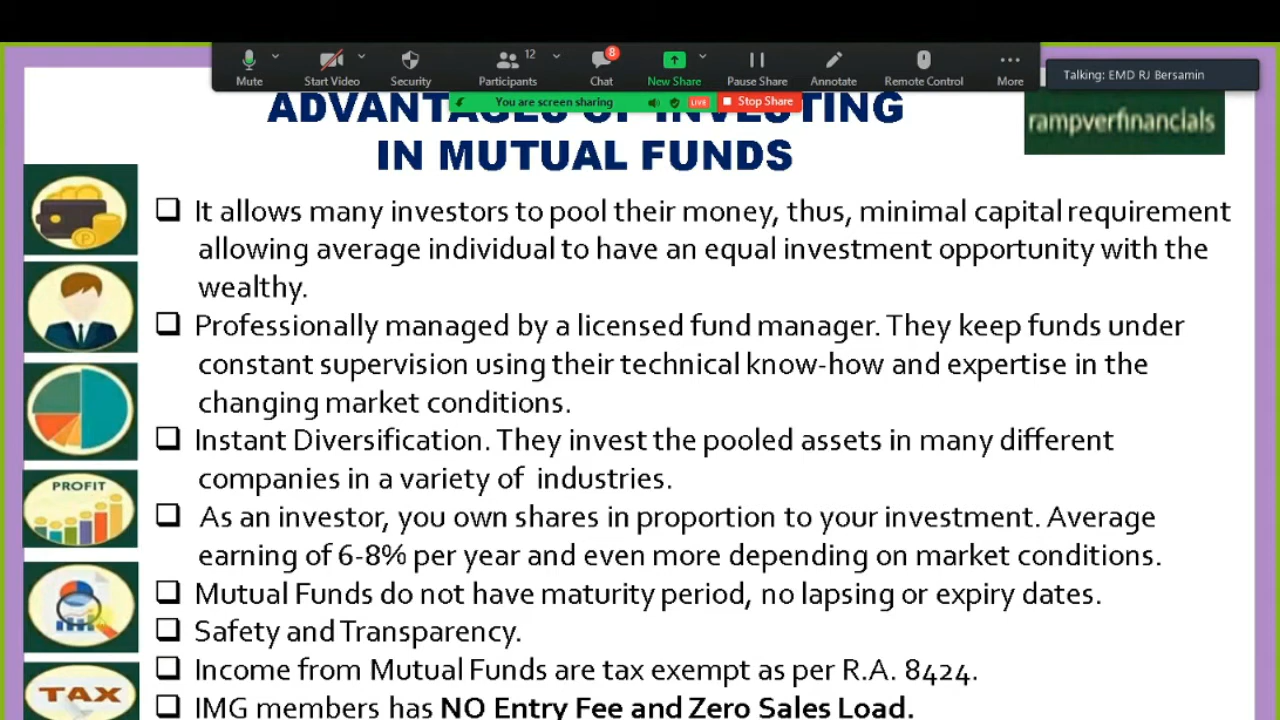 12
8
Mute
Start Video
Security
Participants
Chat
New Share
Pause Share
Annotate
Remote Control
More
Talking: EMD RJ Bersamin
You are screen sharing
LIVE
Stop Share
ADVANTAGES OF INVESTING
IN MUTUAL FUNDS
rampverfinancials
It allows many investors to pool their money, thus, minimal capital requirement
allowing average individual to have an equal investment opportunity with the
wealthy.
Professionally managed by a licensed fund manager. They keep funds under
constant supervision using their technical know-how and expertise in the
changing market conditions.
Instant Diversification. They invest the pooled assets in many different
companies in a variety of industries.
PROFIT
As an investor, you own shares in proportion to your investment. Average
earning of 6-8% per year and even more depending on market conditions.
Mutual Funds do not have maturity period, no lapsing or expiry dates.
Safety and Transparency.
Income from Mutual Funds are tax exempt as per R.A. 8424.
TAX
IMG members has NO Entry Fee and Zero Sales Load.